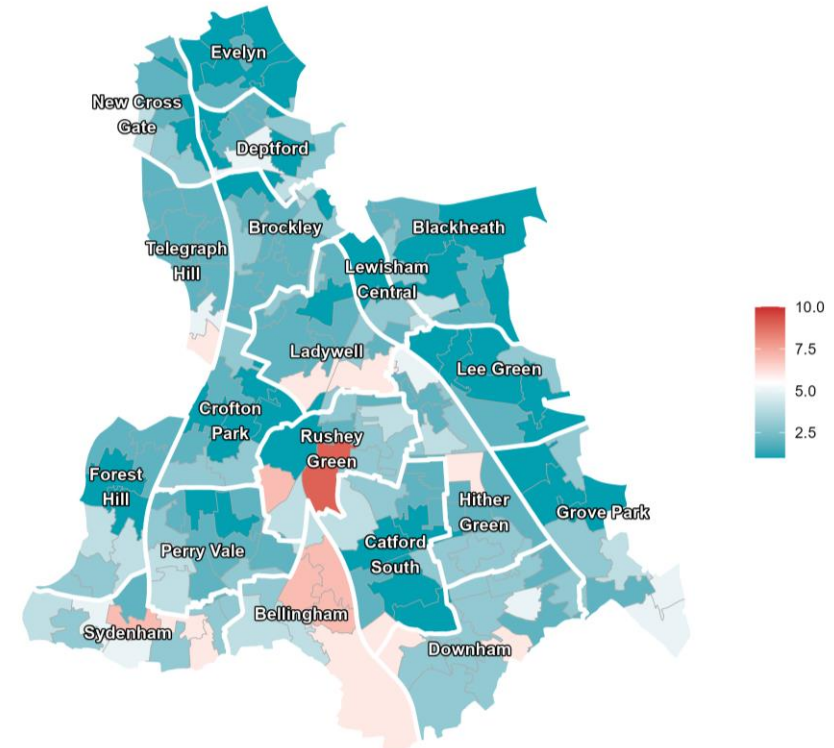 Evelyn
New Cross
Gate
Deptford
Brockley
Blackheath
Telegraph
Hill
Lewisham
Central
Ladywell
Lee Green
Crofton
Park
Rushey
Green
Forest
Hill
Hither
Green
Grove Park
Perry Vale
Catford
South
Bellingham
Sydenham
Downham
10.0
7.5
5.0
2.5